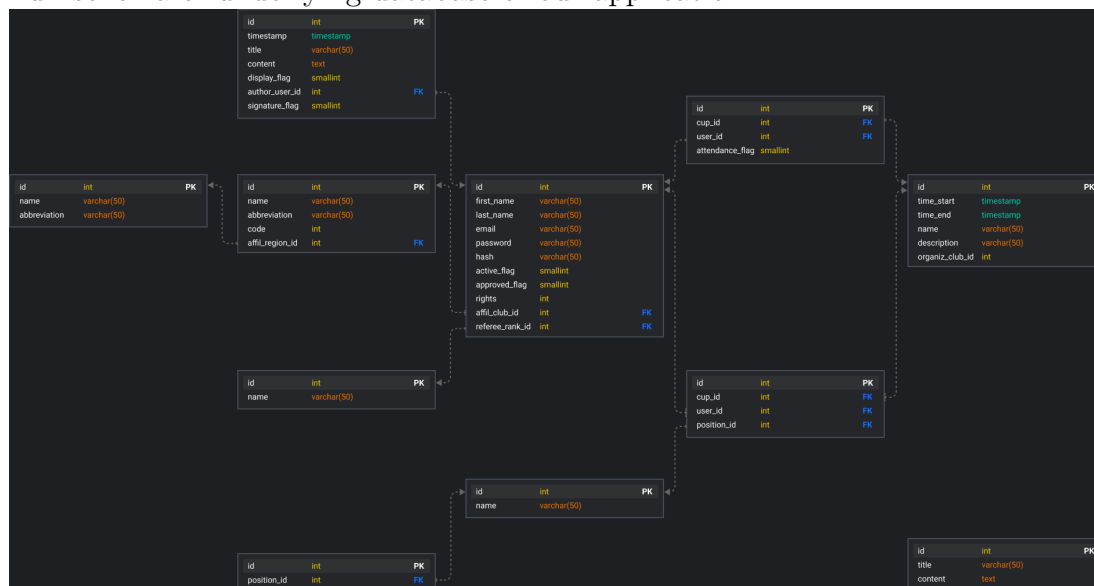 id int PK
timestamp timestamp
title varchar(50)
content text
display_flag smallint
author_user_id int FK
signature_flag smallint
id int PK
name varchar(50)
abbreviation varchar(50)
id int PK
name varchar(50)
abbreviation varchar(50)
code int
affil_region_id int FK
id int PK
first_name varchar(50)
last_name varchar(50)
email varchar(50)
password varchar(50)
hash varchar(50)
active_flag smallint
approved_flag smallint
rights int
affil_club_id int FK
referee_rank_id int FK
id int PK
cup_id int FK
user_id int FK
attendance_flag smallint
id int PK
time_start timestamp
time_end timestamp
name varchar(50)
description varchar(50)
organiz_club_id int
id int PK
name varchar(50)
id int PK
cup_id int FK
user_id int FK
position_id int FK
id int PK
name varchar(50)
id int PK
position_id int FK
id int PK
title varchar(50)
content text